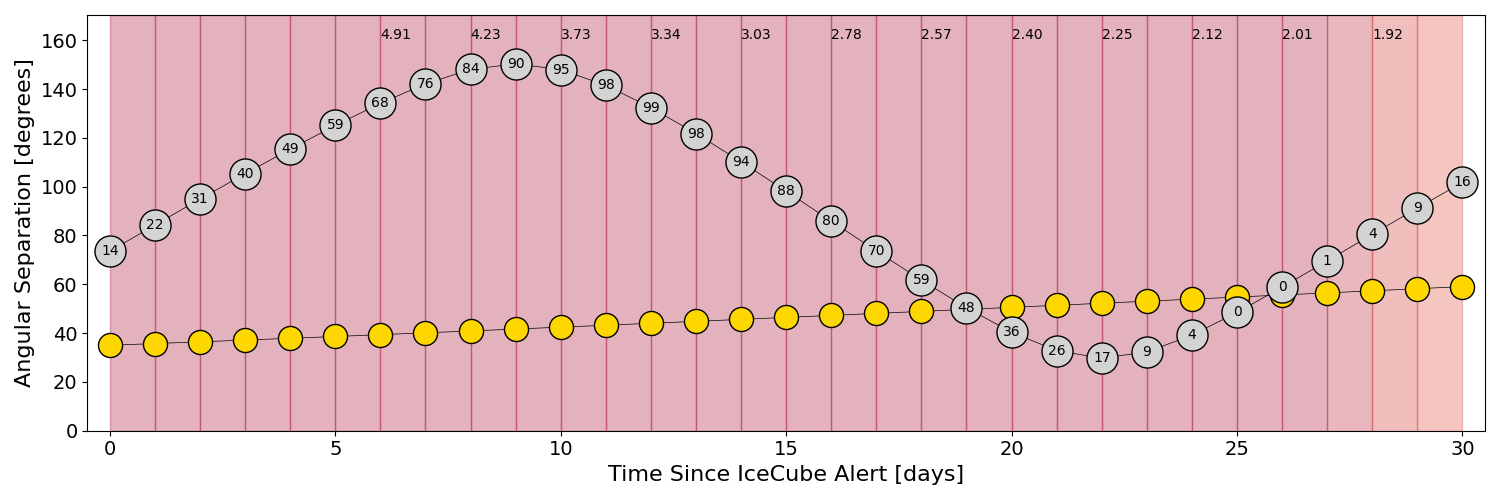 4.91 4.23 3.73 3.34 3.03 2.78 2.57 2.40 2.25 2.12 2.01 1.92
14 22 31 40 49 59 68 76 84 90 95 98 99 98 94 88 80 70 59 48 36 26 17 9 4 0 0 1 4 9 16
160
140
120
100
80
60
40
20
0
Angular Separation [degrees]
0 5 10 15 20 25 30
Time Since IceCube Alert [days]